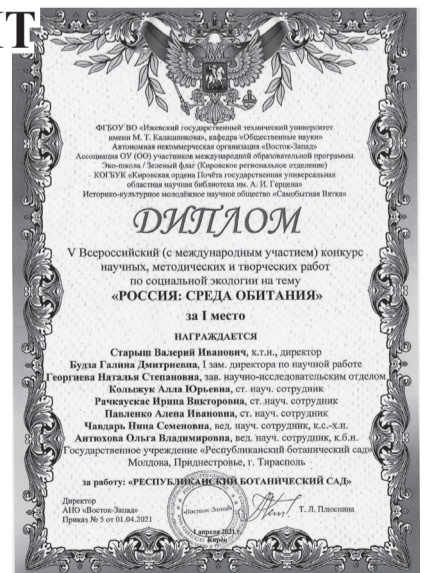 ІТ
ФГБОУ ВО «Ижевский государственный технический университет
имени М. Т. Калашникова», кафедра «Общественные науки»
Автономная некоммерческая организация «Восток-Запад»
Ассоциация ОУ (ОО) участников международной образовательной программы
Эко-школа / Зеленый флаг (Кировское региональное отделение)
КОГБУК «Кировская ордена Почёта государственная универсальная
областная научная библиотека им. А. И. Герцена»
Историко-культурное молодёжное научное общество «Самобытная Вятка»
ДИПЛОМ
V Всероссийский (с международным участием) конкурс
научных, методических и творческих работ
по социальной экологии на тему
«РОССИЯ: СРЕДА ОБИТАНИЯ»
за I место
НАГРАЖДАЕТСЯ
Старыш Валерий Иванович, к.т.н., директор
Будза Галина Дмитриевна, I зам. директора по научной работе
Георгиева Наталья Степановна, зав. научно-исследовательским отделом
Колыжук Алла Юрьевна, ст. науч. сотрудник
Рачкаускас Ирина Викторовна, ст. науч. сотрудник
Павленко Алена Ивановна, ст. науч. сотрудник
Чавдарь Нина Семеновна, вед. науч. сотрудник, к.с.-х.н.
Антюхова Ольга Владимировна, вед. науч. сотрудник, к.б.н.
Государственное учреждение «Республиканский ботанический сад»
Молдова, Приднестровье, г. Тирасполь
за работу: «РЕСПУБЛИКАНСКИЙ БОТАНИЧЕСКИЙ САД»
Директор
АНО «Восток-Запад»
Приказ № 5 от 01.04.2021
«Восток-Запад»
Т. Л. Плюснина
1 апреля 2021 г.
Киров